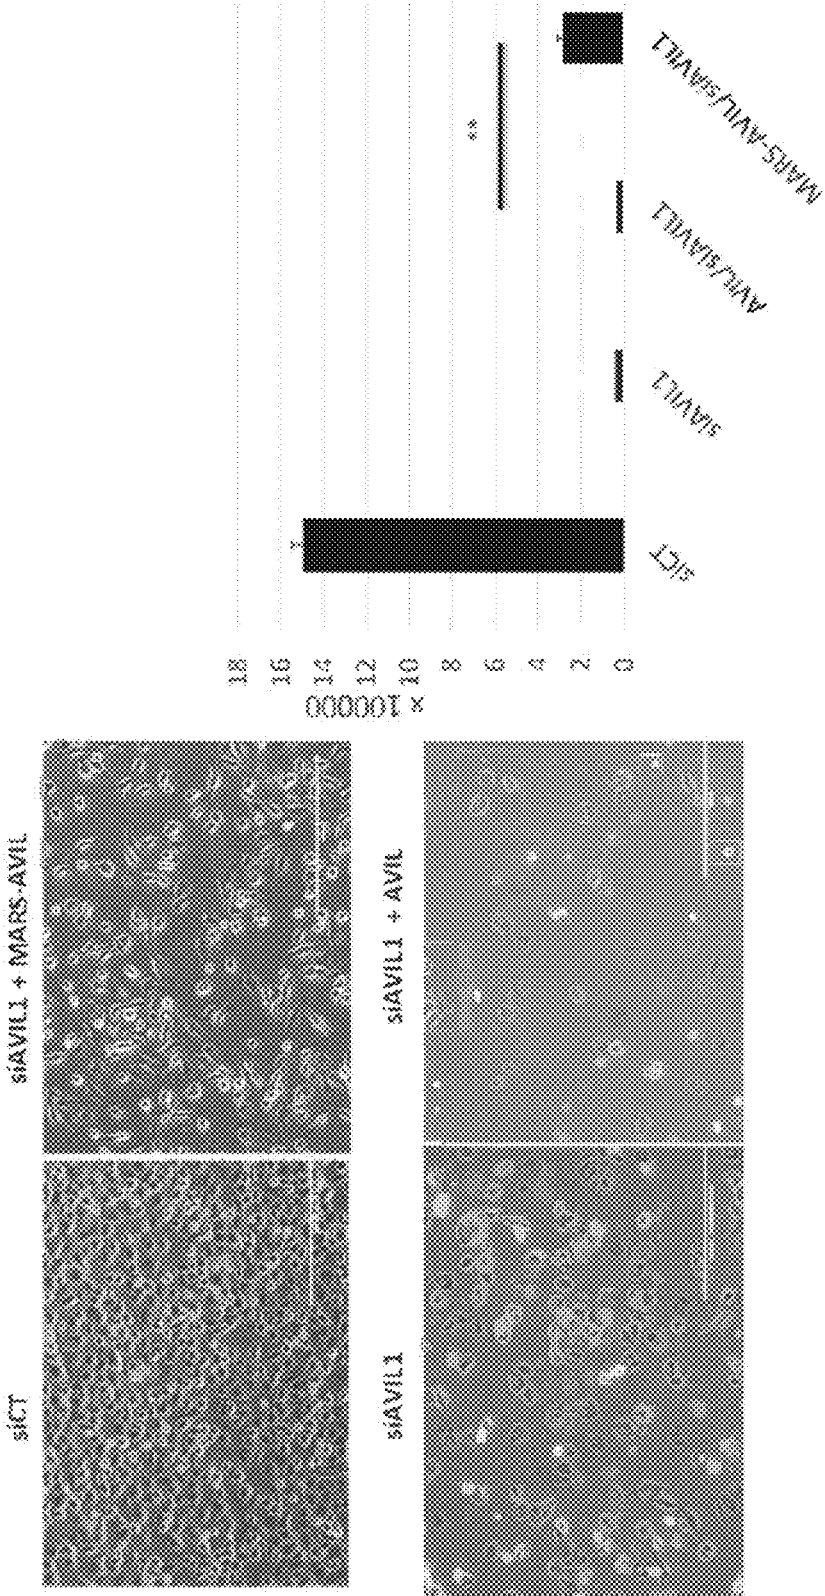 siCT
siAVIL1 + MARS-AVIL
siAVIL1
siAVIL1 + AVIL
x 100000
18
16
14
12
10
8
6
4
2
0
**
siCT
siAVIL1
AVIL/siAVIL1
MARS-AVIL/siAVIL1